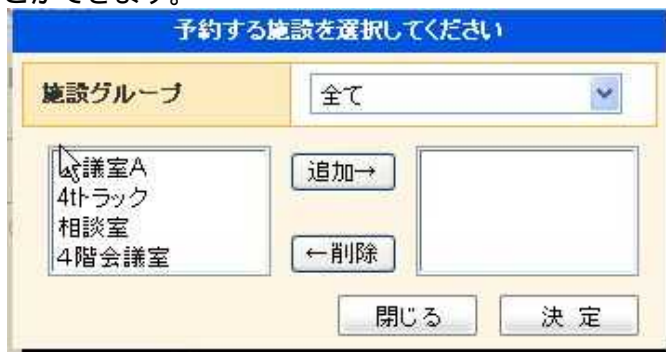 とができます。
予約する施設を選択してください
施設グループ
全て
議室A
4tトラック
相談室
4階会議室
追加→
←削除
閉じる
決 定